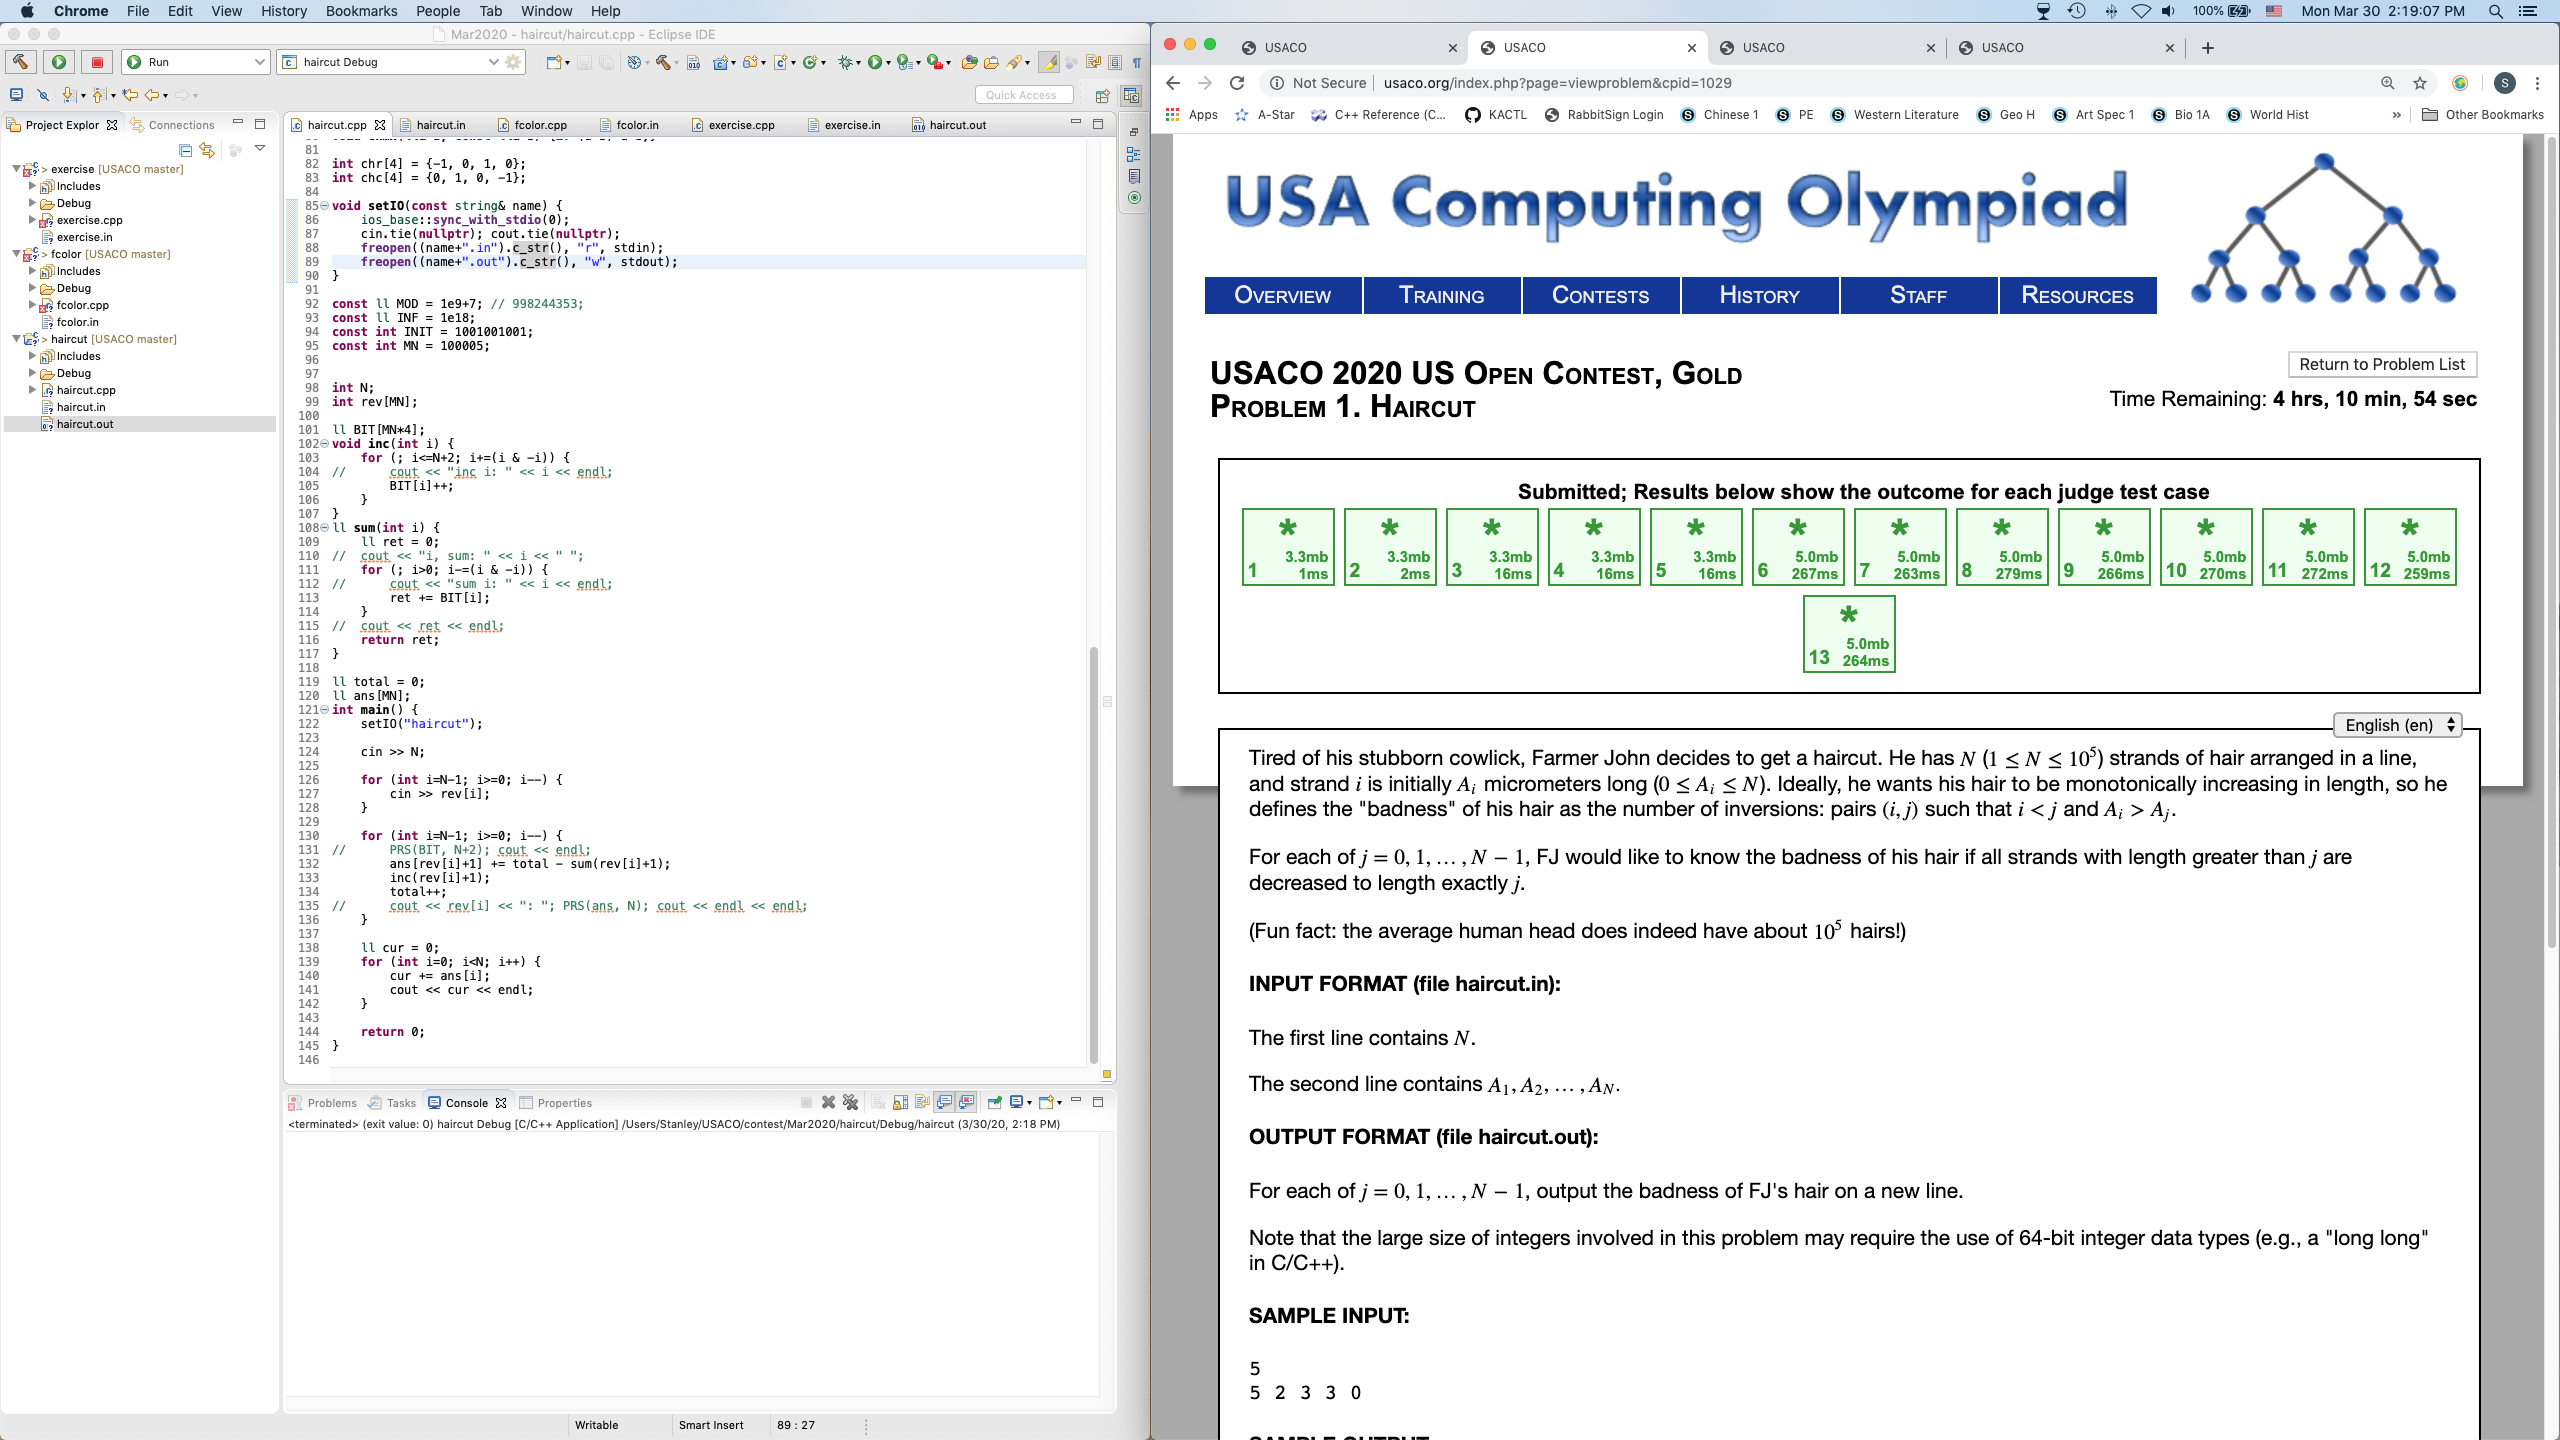 Chrome File Edit View History Bookmarks People Tab Window Help
100% Mon Mar 30 2:19:07 PM
Mar2020 - haircut/haircut.cpp - Eclipse IDE
Run
haircut Debug
Quick Access
Project Explor
Connections
> exercise [USACO master]
Includes
Debug
exercise.cpp
exercise.in
> fcolor [USACO master]
Includes
Debug
fcolor.cpp
fcolor.in
> haircut [USACO master]
Includes
Debug
haircut.cpp
haircut.in
haircut.out
haircut.cpp haircut.in fcolor.cpp fcolor.in exercise.cpp exercise.in haircut.out
81
82 int chr[4] = {-1, 0, 1, 0};
83 int chc[4] = {0, 1, 0, -1};
84
85 void setIO(const string& name) {
86 ios_base::sync_with_stdio(0);
87 cin.tie(nullptr); cout.tie(nullptr);
88 freopen((name+".in").c_str(), "r", stdin);
89 freopen((name+".out").c_str(), "w", stdout);
90 }
91
92 const ll MOD = 1e9+7; // 998244353;
93 const ll INF = 1e18;
94 const int INIT = 1001001001;
95 const int MN = 100005;
96
97
98 int N;
99 int rev[MN];
100
101 ll BIT[MN*4];
102 void inc(int i) {
103 for (; i<=N+2; i+=(i & -i)) {
104 // cout << "inc i: " << i << endl;
105 BIT[i]++;
106 }
107 }
108 ll sum(int i) {
109 ll ret = 0;
110 // cout << "i, sum: " << i << " ";
111 for (; i>0; i-=(i & -i)) {
112 // cout << "sum i: " << i << endl;
113 ret += BIT[i];
114 }
115 // cout << ret << endl;
116 return ret;
117 }
118
119 ll total = 0;
120 ll ans[MN];
121 int main() {
122 setIO("haircut");
123
124 cin >> N;
125
126 for (int i=N-1; i>=0; i--) {
127 cin >> rev[i];
128 }
129
130 for (int i=N-1; i>=0; i--) {
131 // PRS(BIT, N+2); cout << endl;
132 ans[rev[i]+1] += total - sum(rev[i]+1);
133 inc(rev[i]+1);
134 total++;
135 // cout << rev[i] << ": "; PRS(ans, N); cout << endl << endl;
136 }
137
138 ll cur = 0;
139 for (int i=0; i<N; i++) {
140 cur += ans[i];
141 cout << cur << endl;
142 }
143
144 return 0;
145 }
146
Problems Tasks Console Properties
<terminated> (exit value: 0) haircut Debug [C/C++ Application] /Users/Stanley/USACO/contest/Mar2020/haircut/Debug/haircut (3/30/20, 2:18 PM)
Writable Smart Insert 89 : 27
USACO USACO USACO USACO
Not Secure | usaco.org/index.php?page=viewproblem&cpid=1029
S
Apps A-Star C++ Reference (C... KACTL RabbitSign Login Chinese 1 PE Western Literature Geo H Art Spec 1 Bio 1A World Hist » Other Bookmarks
USA Computing Olympiad
OVERVIEW TRAINING CONTESTS HISTORY STAFF RESOURCES
USACO 2020 US OPEN CONTEST, GOLD
PROBLEM 1. HAIRCUT
Return to Problem List
Time Remaining: 4 hrs, 10 min, 54 sec
Submitted; Results below show the outcome for each judge test case
* * * * * * * * * * * *
3.3mb 3.3mb 3.3mb 3.3mb 3.3mb 5.0mb 5.0mb 5.0mb 5.0mb 5.0mb 5.0mb 5.0mb
1 1ms 2 2ms 3 16ms 4 16ms 5 16ms 6 267ms 7 263ms 8 279ms 9 266ms 10 270ms 11 272ms 12 259ms
*
5.0mb
13 264ms
English (en)
Tired of his stubborn cowlick, Farmer John decides to get a haircut. He has N (1 ≤ N ≤ 10⁵) strands of hair arranged in a line,
and strand i is initially Aᵢ micrometers long (0 ≤ Aᵢ ≤ N). Ideally, he wants his hair to be monotonically increasing in length, so he
defines the "badness" of his hair as the number of inversions: pairs (i, j) such that i < j and Aᵢ > Aⱼ.
For each of j = 0, 1, … , N − 1, FJ would like to know the badness of his hair if all strands with length greater than j are
decreased to length exactly j.
(Fun fact: the average human head does indeed have about 10⁵ hairs!)
INPUT FORMAT (file haircut.in):
The first line contains N.
The second line contains A₁, A₂, … , A_N.
OUTPUT FORMAT (file haircut.out):
For each of j = 0, 1, … , N − 1, output the badness of FJ's hair on a new line.
Note that the large size of integers involved in this problem may require the use of 64-bit integer data types (e.g., a "long long"
in C/C++).
SAMPLE INPUT:
5
5 2 3 3 0